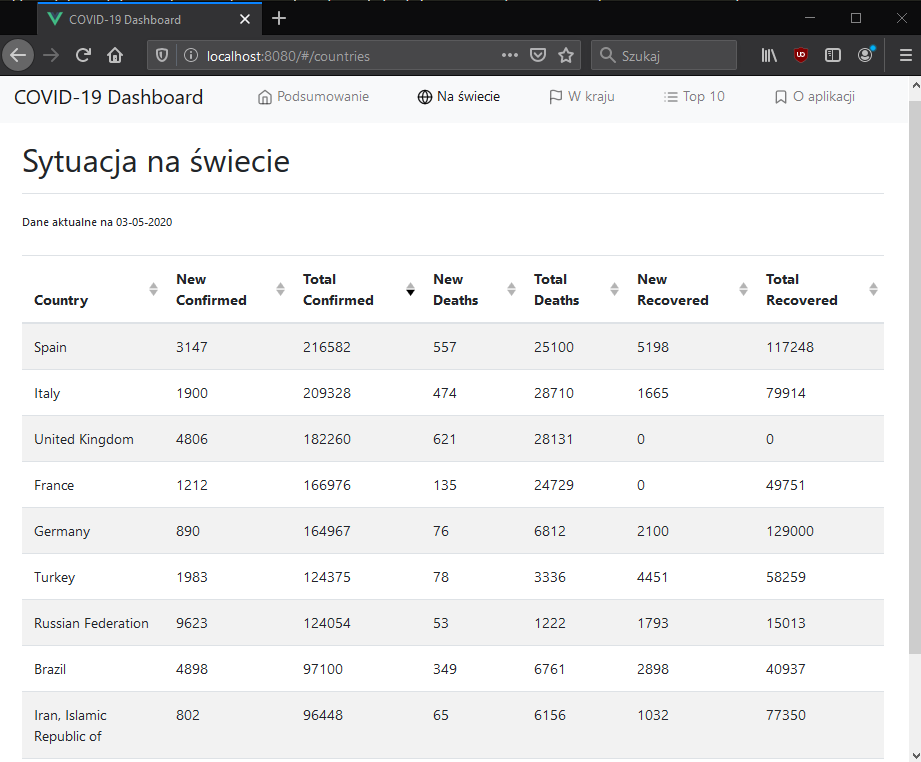 COVID-19 Dashboard
localhost:8080/#/countries
Szukaj
COVID-19 Dashboard Podsumowanie Na świecie W kraju Top 10 O aplikacji
Sytuacja na świecie
Dane aktualne na 03-05-2020
Country New Confirmed Total Confirmed New Deaths Total Deaths New Recovered Total Recovered
Spain 3147 216582 557 25100 5198 117248
Italy 1900 209328 474 28710 1665 79914
United Kingdom 4806 182260 621 28131 0 0
France 1212 166976 135 24729 0 49751
Germany 890 164967 76 6812 2100 129000
Turkey 1983 124375 78 3336 4451 58259
Russian Federation 9623 124054 53 1222 1793 15013
Brazil 4898 97100 349 6761 2898 40937
Iran, Islamic Republic of 802 96448 65 6156 1032 77350